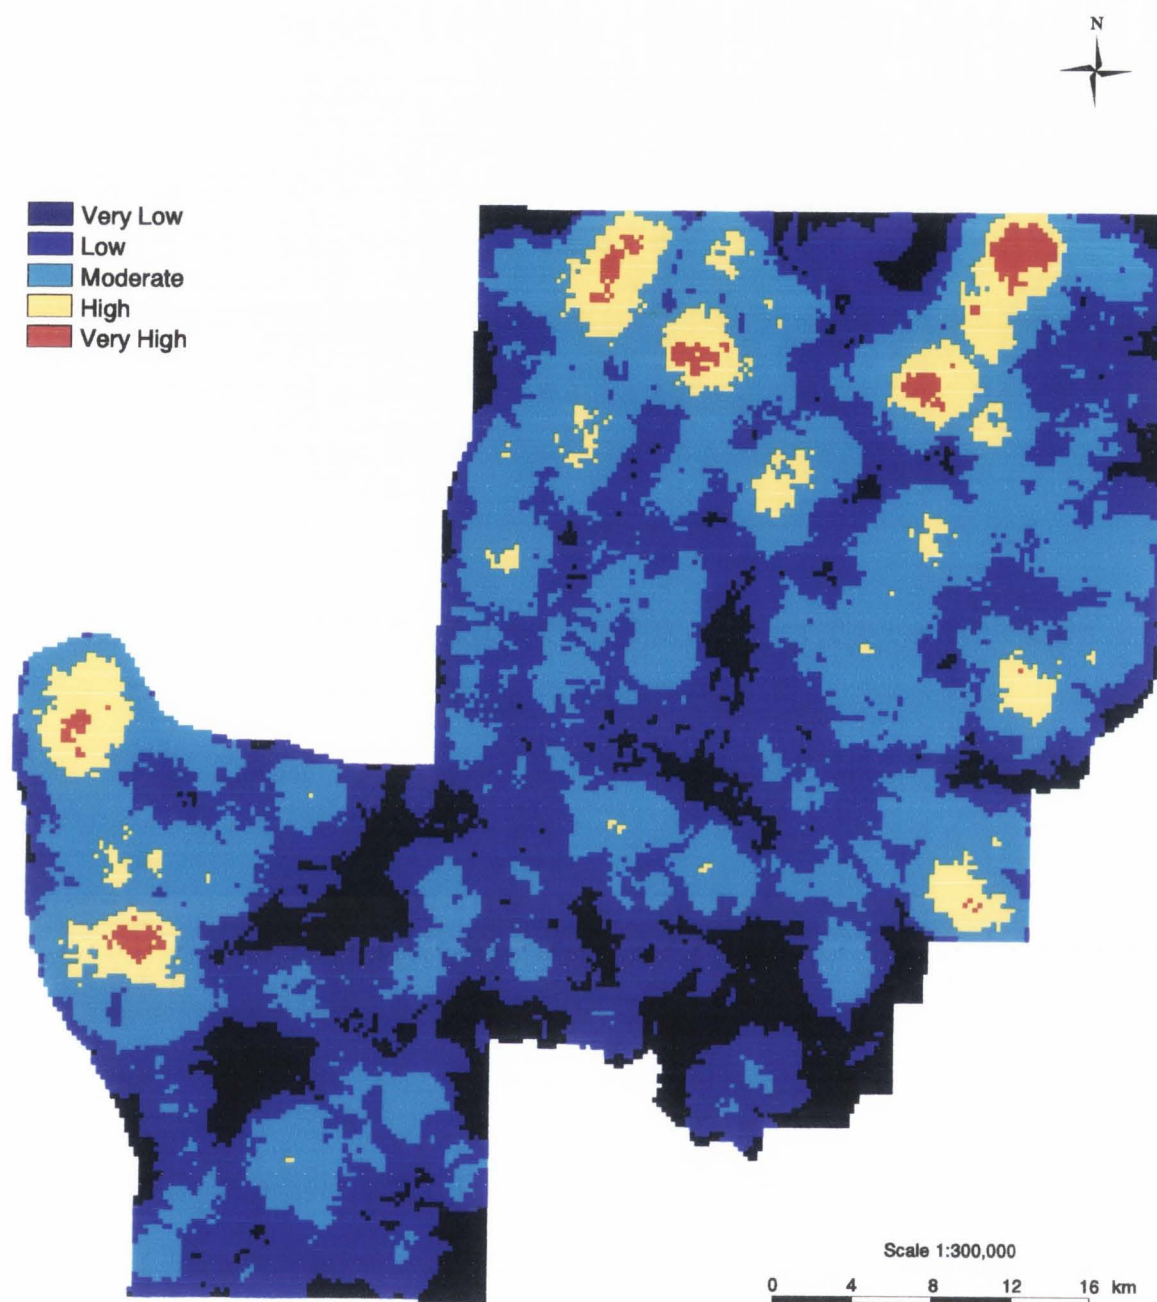 N
Very Low
Low
Moderate
High
Very High
Scale 1:300,000
0 4 8 12 16 km